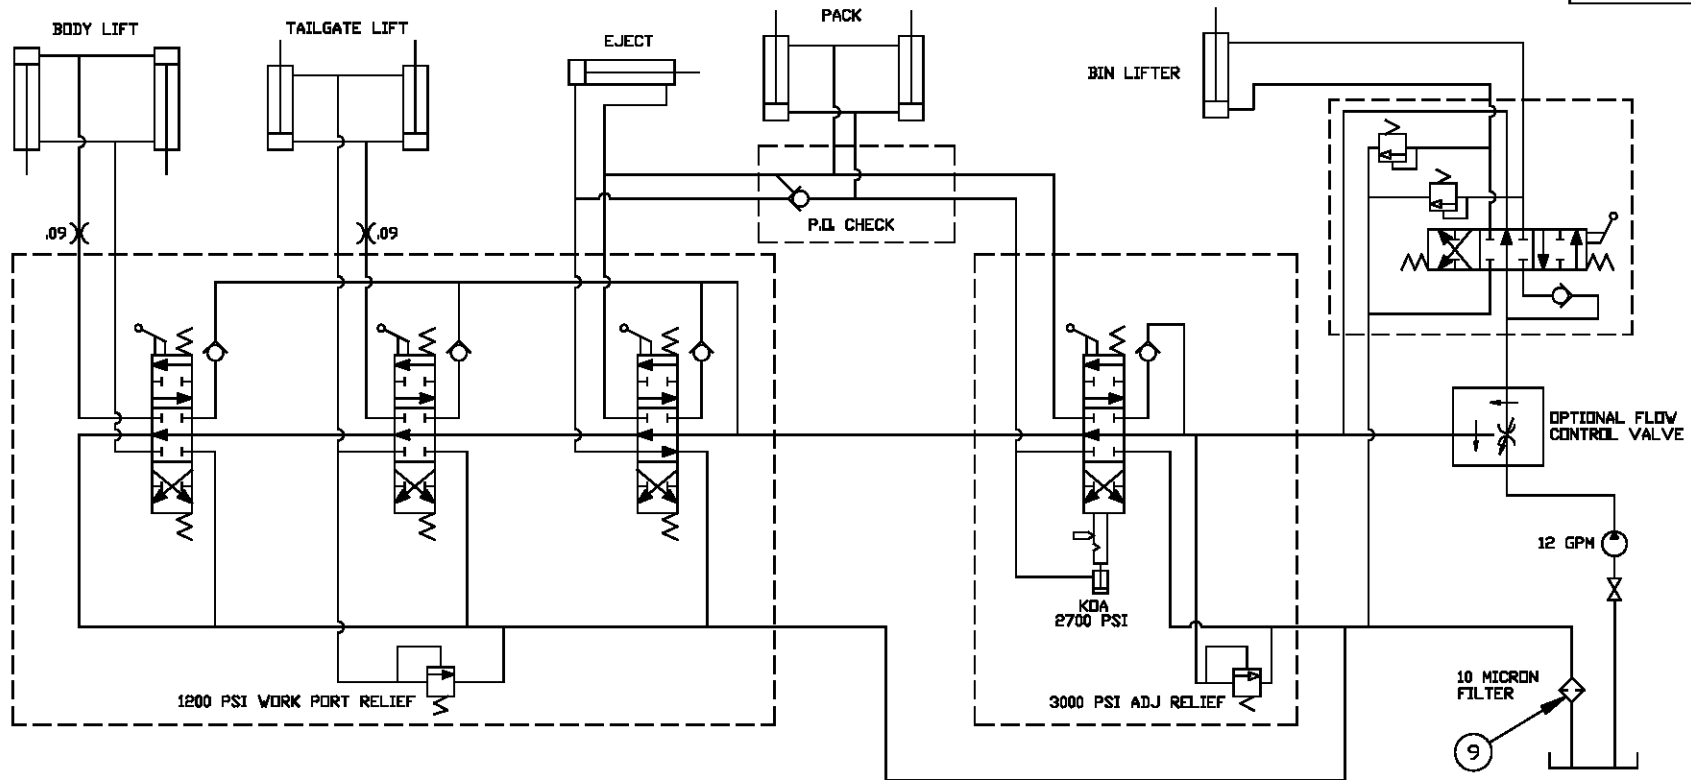 BODY LIFT
TAILGATE LIFT
EJECT
PACK
BIN LIFTER
.09
.09
P.O. CHECK
OPTIONAL FLOW
CONTROL VALVE
12 GPM
KOA
2700 PSI
1200 PSI WORK PORT RELIEF
3000 PSI ADJ RELIEF
10 MICRON
FILTER
9